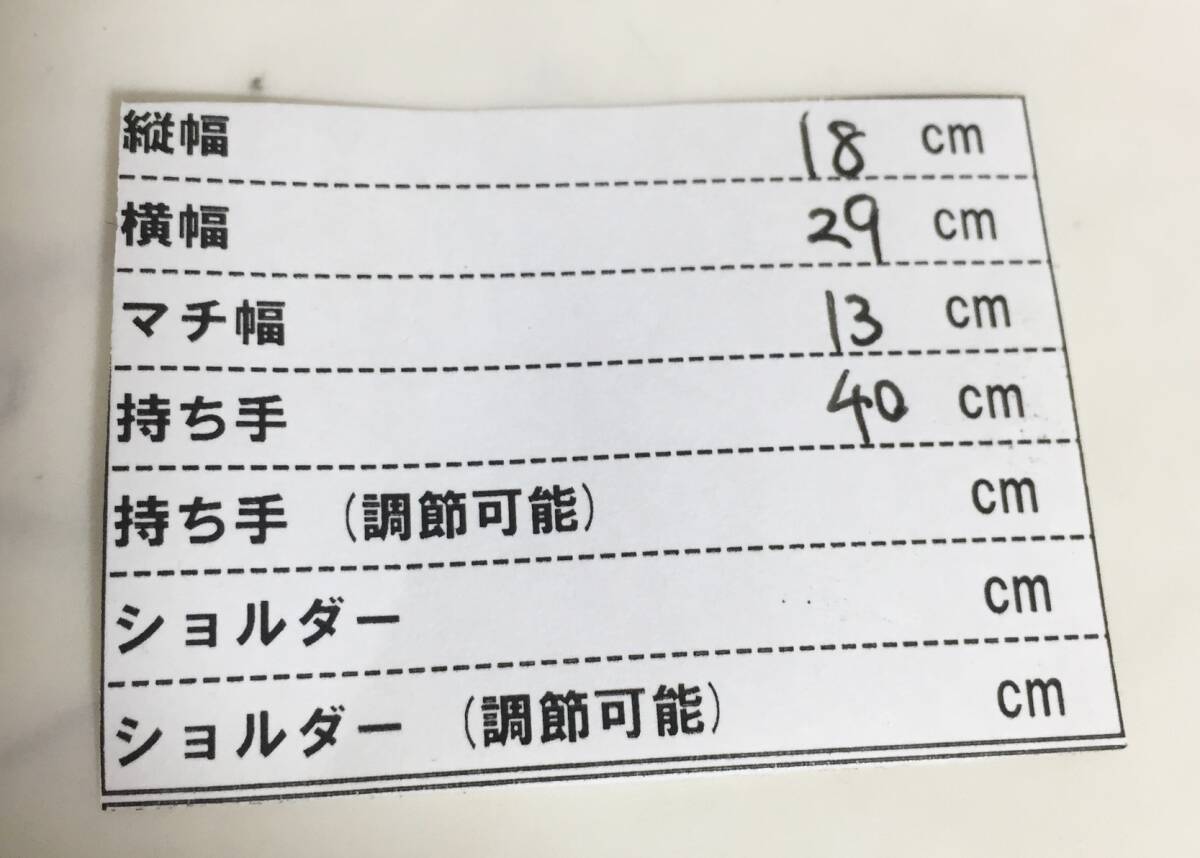 縦幅 18 cm
横幅 29 cm
マチ幅 13 cm
持ち手 40 cm
持ち手 (調節可能) cm
ショルダー cm
ショルダー (調節可能) cm